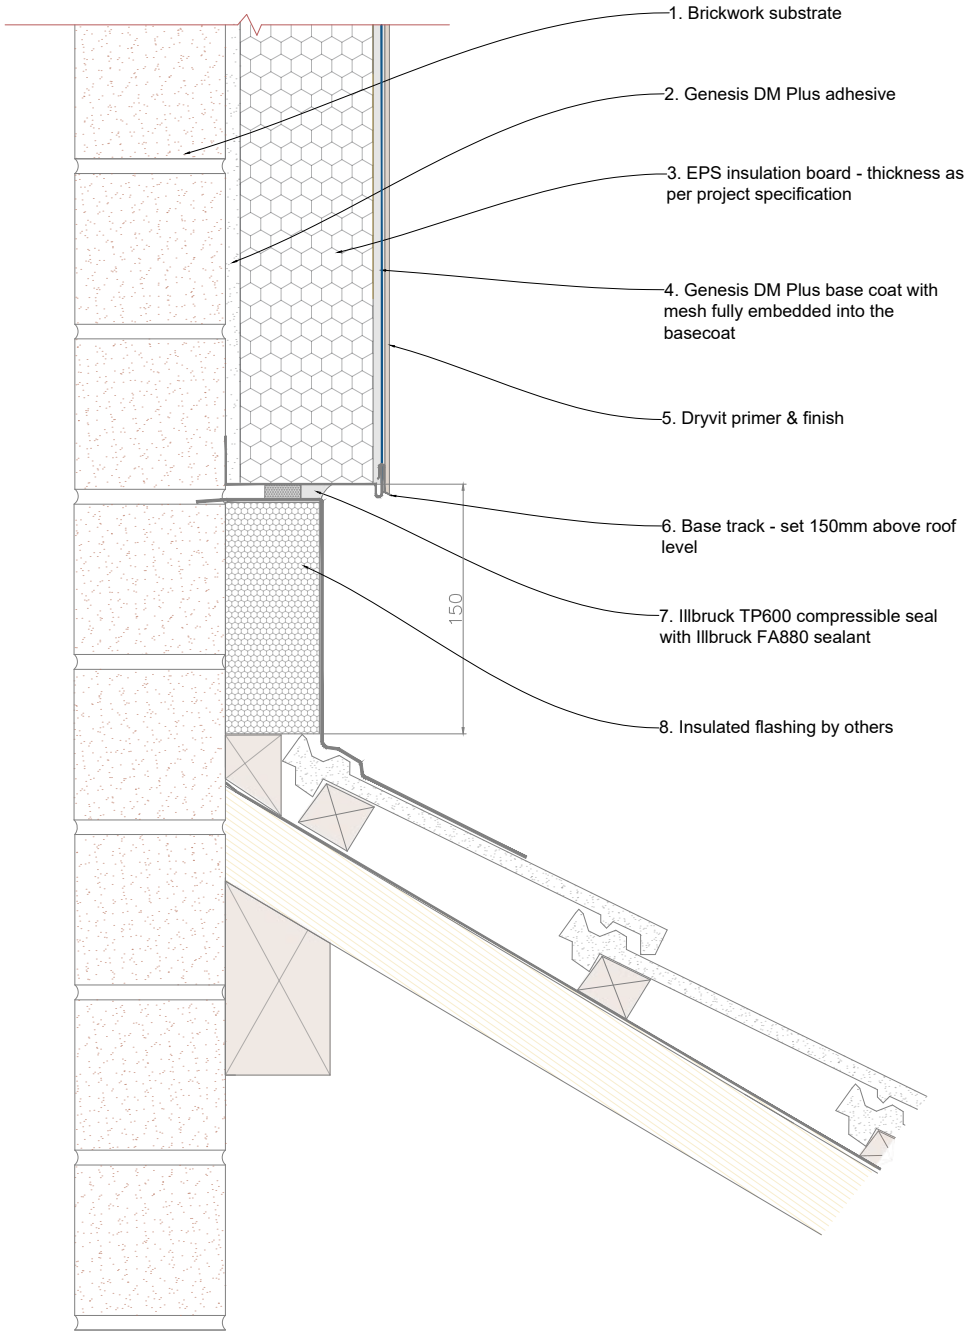 1. Brickwork substrate
2. Genesis DM Plus adhesive
3. EPS insulation board - thickness as
per project specification
4. Genesis DM Plus base coat with
mesh fully embedded into the
basecoat
5. Dryvit primer & finish
6. Base track - set 150mm above roof
level
7. Illbruck TP600 compressible seal
with Illbruck FA880 sealant
150
8. Insulated flashing by others